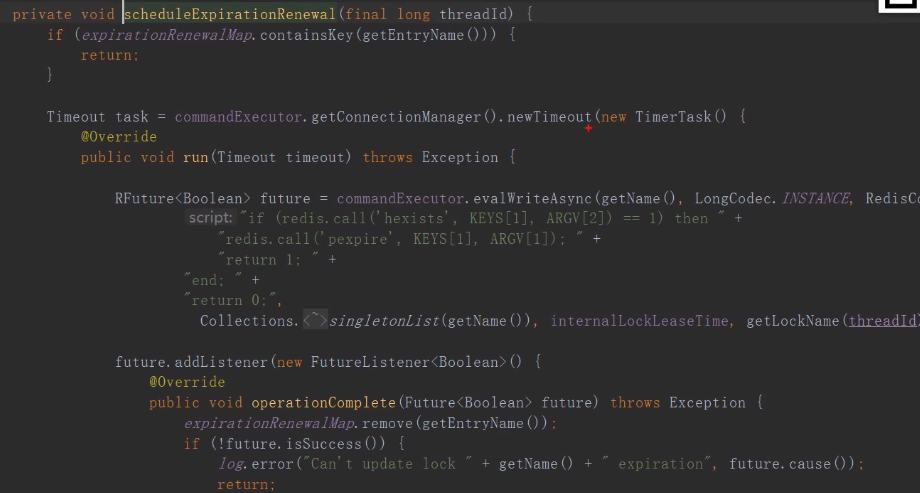 private void scheduleExpirationRenewal(final long threadId) {
if (expirationRenewalMap.containsKey(getEntryName())) {
return;
}
Timeout task = commandExecutor.getConnectionManager().newTimeout(new TimerTask() {
@Override
public void run(Timeout timeout) throws Exception {
RFuture<Boolean> future = commandExecutor.evalWriteAsync(getName(), LongCodec.INSTANCE, RedisCo
script: "if (redis.call('hexists', KEYS[1], ARGV[2]) == 1) then " +
"redis.call('pexpire', KEYS[1], ARGV[1]); " +
"return 1; " +
"end; " +
"return 0;",
Collections.<~>singletonList(getName()), internalLockLeaseTime, getLockName(threadId)
future.addListener(new FutureListener<Boolean>() {
@Override
public void operationComplete(Future<Boolean> future) throws Exception {
expirationRenewalMap.remove(getEntryName());
if (!future.isSuccess()) {
log.error("Can't update lock " + getName() + " expiration", future.cause());
return;